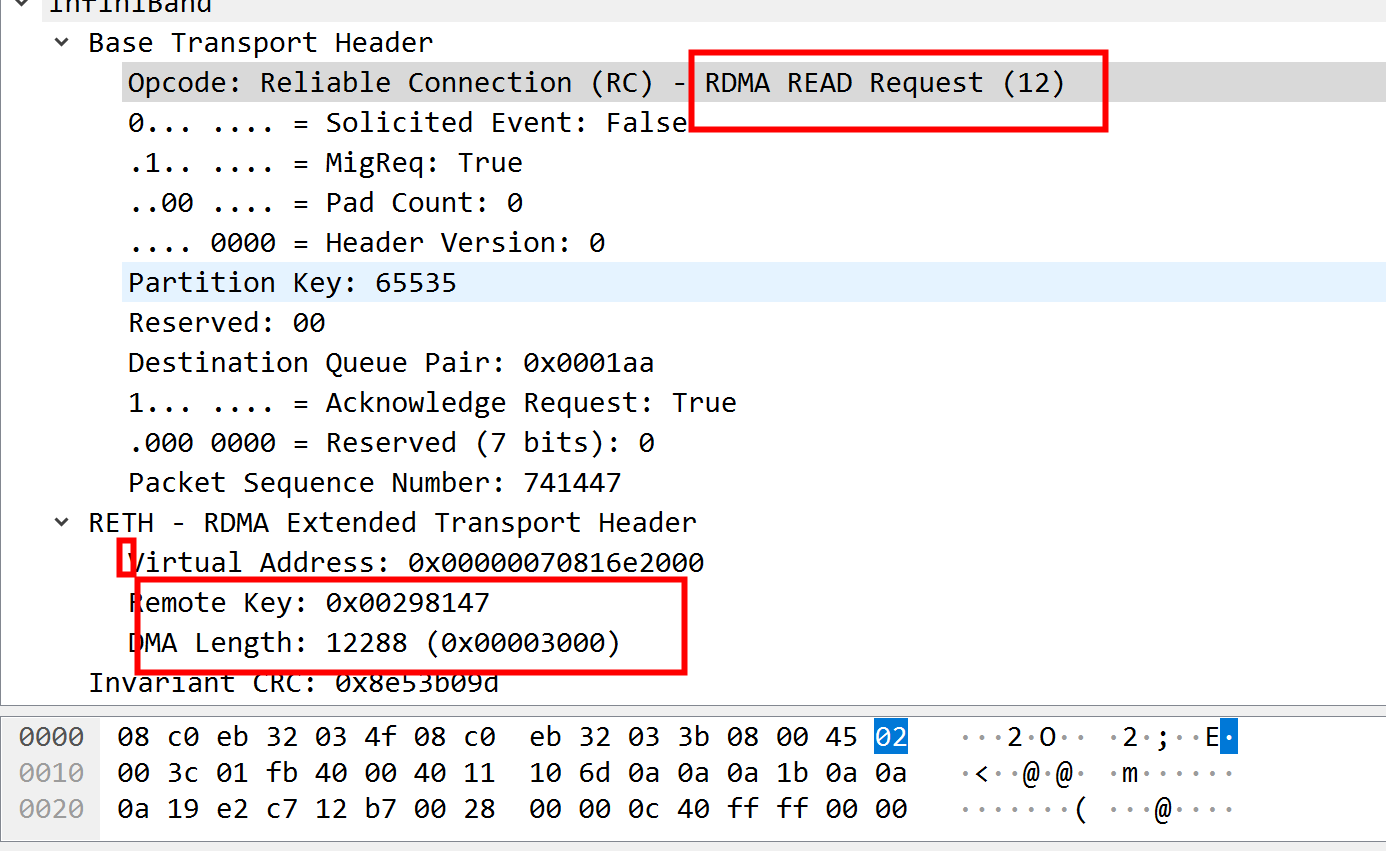 InfiniBand
Base Transport Header
Opcode: Reliable Connection (RC) - RDMA READ Request (12)
0... .... = Solicited Event: False
.1.. .... = MigReq: True
..00 .... = Pad Count: 0
.... 0000 = Header Version: 0
Partition Key: 65535
Reserved: 00
Destination Queue Pair: 0x0001aa
1... .... = Acknowledge Request: True
.000 0000 = Reserved (7 bits): 0
Packet Sequence Number: 741447
RETH - RDMA Extended Transport Header
Virtual Address: 0x00000070816e2000
Remote Key: 0x00298147
DMA Length: 12288 (0x00003000)
Invariant CRC: 0x8e53b09d
0000 08 c0 eb 32 03 4f 08 c0 eb 32 03 3b 08 00 45 02 ···2·O·· ·2·;··E·
0010 00 3c 01 fb 40 00 40 11 10 6d 0a 0a 0a 1b 0a 0a ·<··@·@· ·m······
0020 0a 19 e2 c7 12 b7 00 28 00 00 0c 40 ff ff 00 00 ·······( ···@····